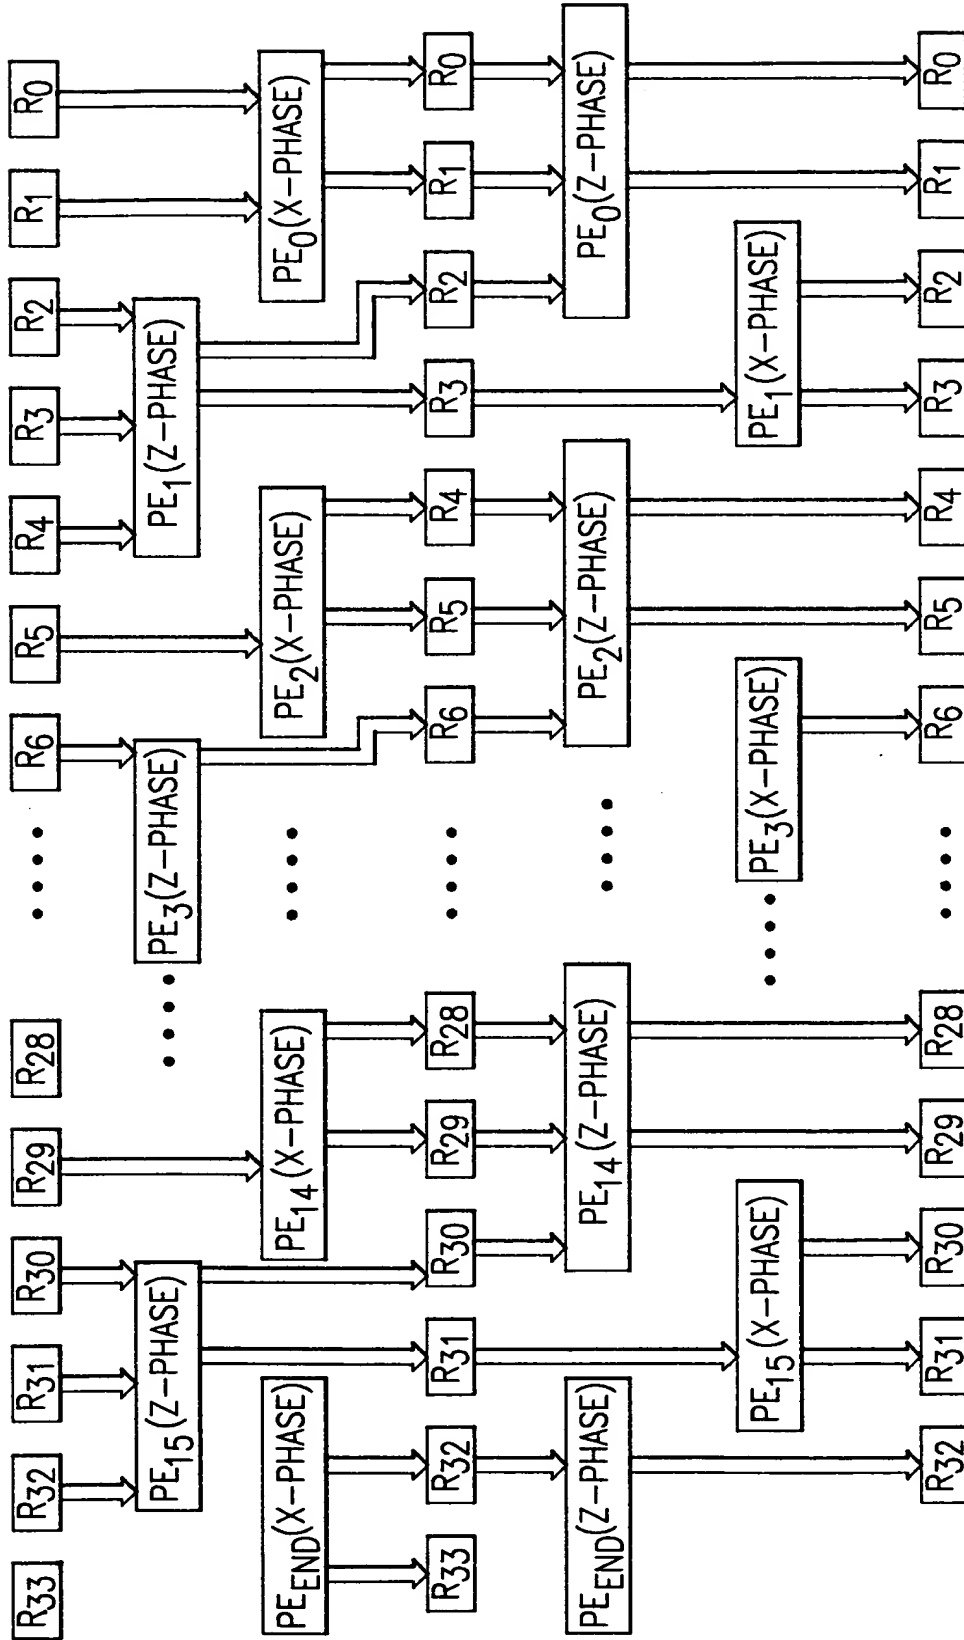 R33 R32 R31 R30 R29 R28 •••• R6 R5 R4 R3 R2 R1 R0
PE15(Z-PHASE) •••• PE3(Z-PHASE) PE1(Z-PHASE)
PEEND(X-PHASE) PE14(X-PHASE) •••• PE2(X-PHASE) PE0(X-PHASE)
R33 R32 R31 R30 R29 R28 •••• R6 R5 R4 R3 R2 R1 R0
PEEND(Z-PHASE) PE14(Z-PHASE) •••• PE2(Z-PHASE) PE0(Z-PHASE)
PE15(X-PHASE) •••• PE3(X-PHASE) PE1(X-PHASE)
R32 R31 R30 R29 R28 •••• R6 R5 R4 R3 R2 R1 R0